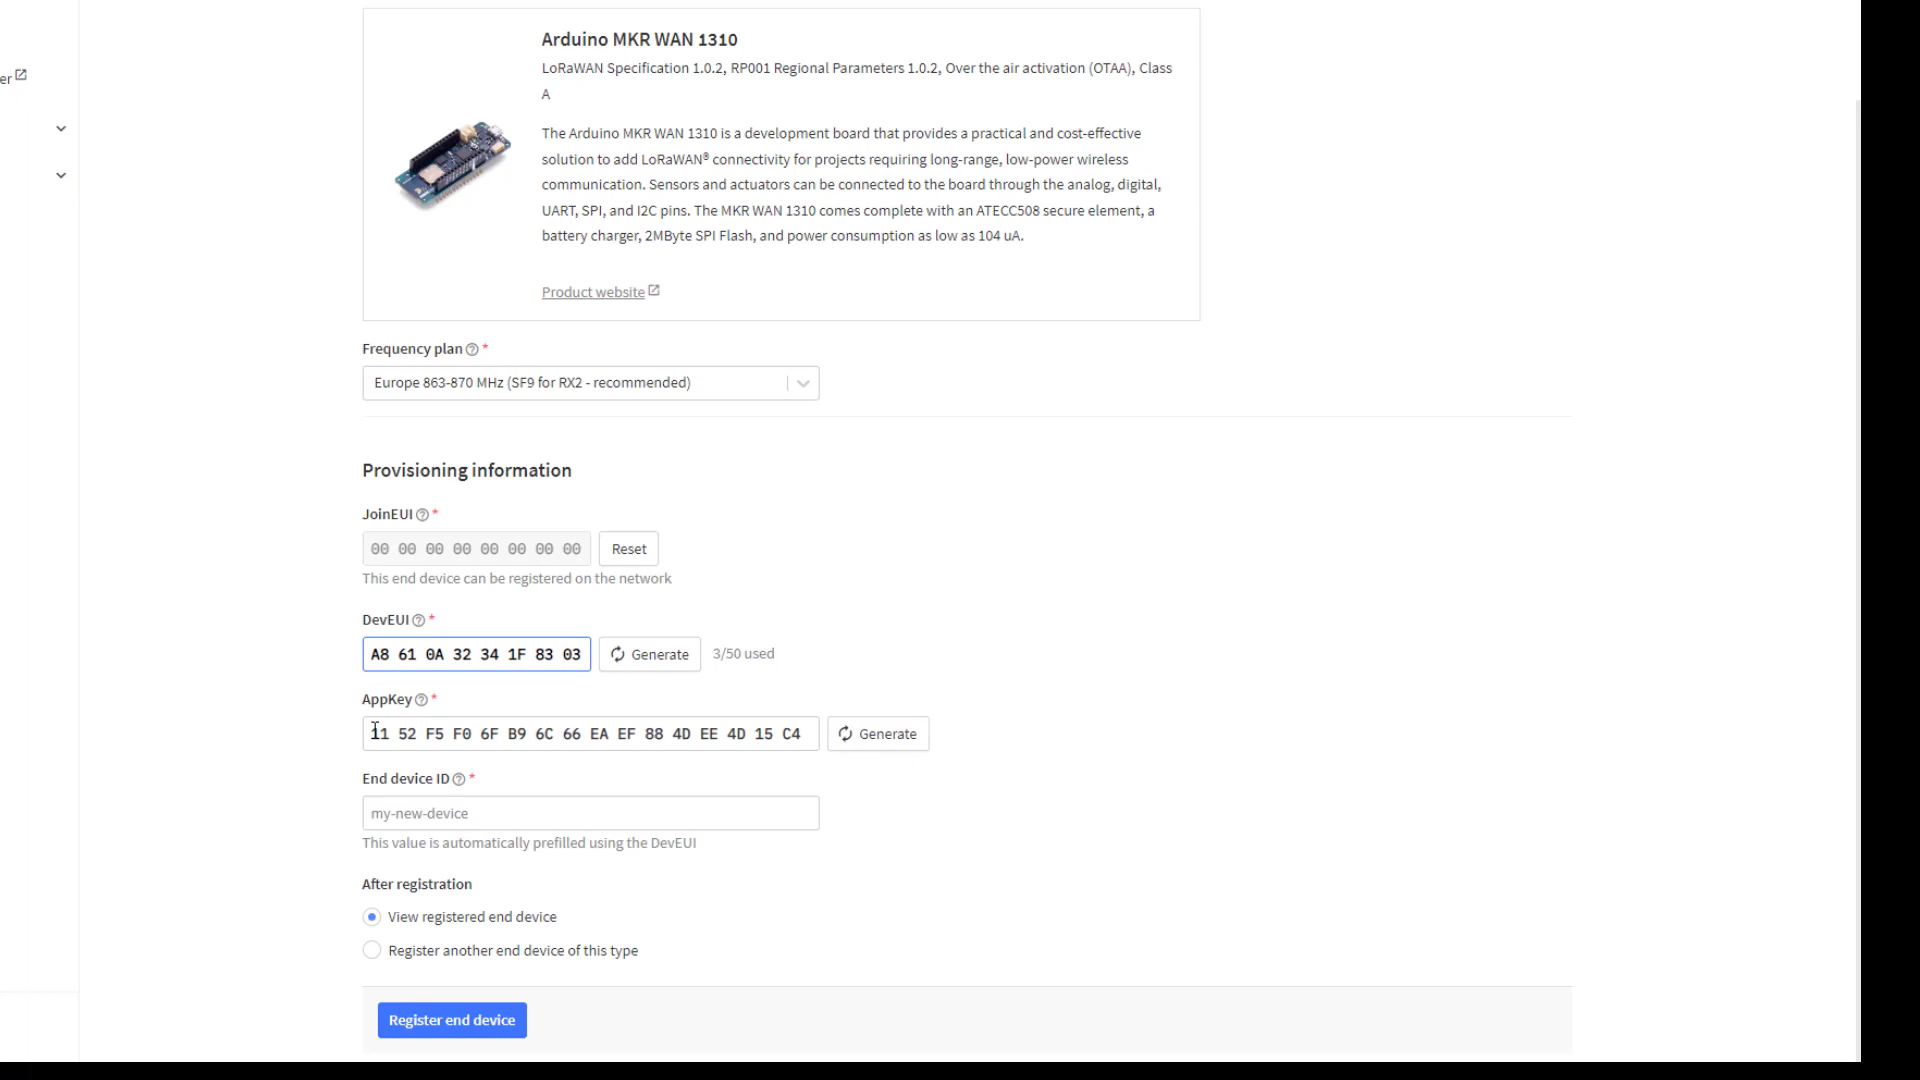 Arduino MKR WAN 1310
LoRaWAN Specification 1.0.2, RP001 Regional Parameters 1.0.2, Over the air activation (OTAA), Class
A
er
The Arduino MKR WAN 1310 is a development board that provides a practical and cost-effective
solution to add LoRaWAN® connectivity for projects requiring long-range, low-power wireless
communication. Sensors and actuators can be connected to the board through the analog, digital,
UART, SPI, and I2C pins. The MKR WAN 1310 comes complete with an ATECC508 secure element, a
battery charger, 2MByte SPI Flash, and power consumption as low as 104 uA.
Product website
Frequency plan *
Europe 863-870 MHz (SF9 for RX2 - recommended)
Provisioning information
JoinEUI *
00 00 00 00 00 00 00 00 Reset
This end device can be registered on the network
DevEUI *
A8 61 0A 32 34 1F 83 03 Generate 3/50 used
AppKey *
11 52 F5 F0 6F B9 6C 66 EA EF 88 4D EE 4D 15 C4 Generate
End device ID *
my-new-device
This value is automatically prefilled using the DevEUI
After registration
View registered end device
Register another end device of this type
Register end device